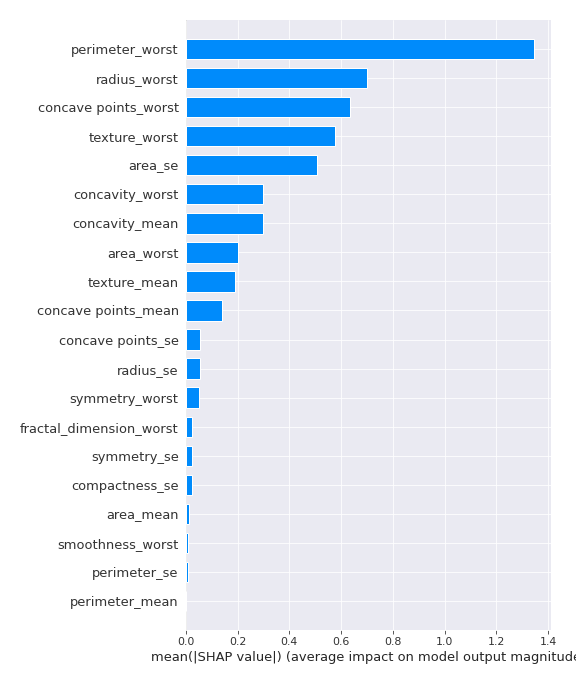 perimeter_worst
radius_worst
concave points_worst
texture_worst
area_se
concavity_worst
concavity_mean
area_worst
texture_mean
concave points_mean
concave points_se
radius_se
symmetry_worst
fractal_dimension_worst
symmetry_se
compactness_se
area_mean
smoothness_worst
perimeter_se
perimeter_mean
0.0 0.2 0.4 0.6 0.8 1.0 1.2 1.4
mean(|SHAP value|) (average impact on model output magnitude